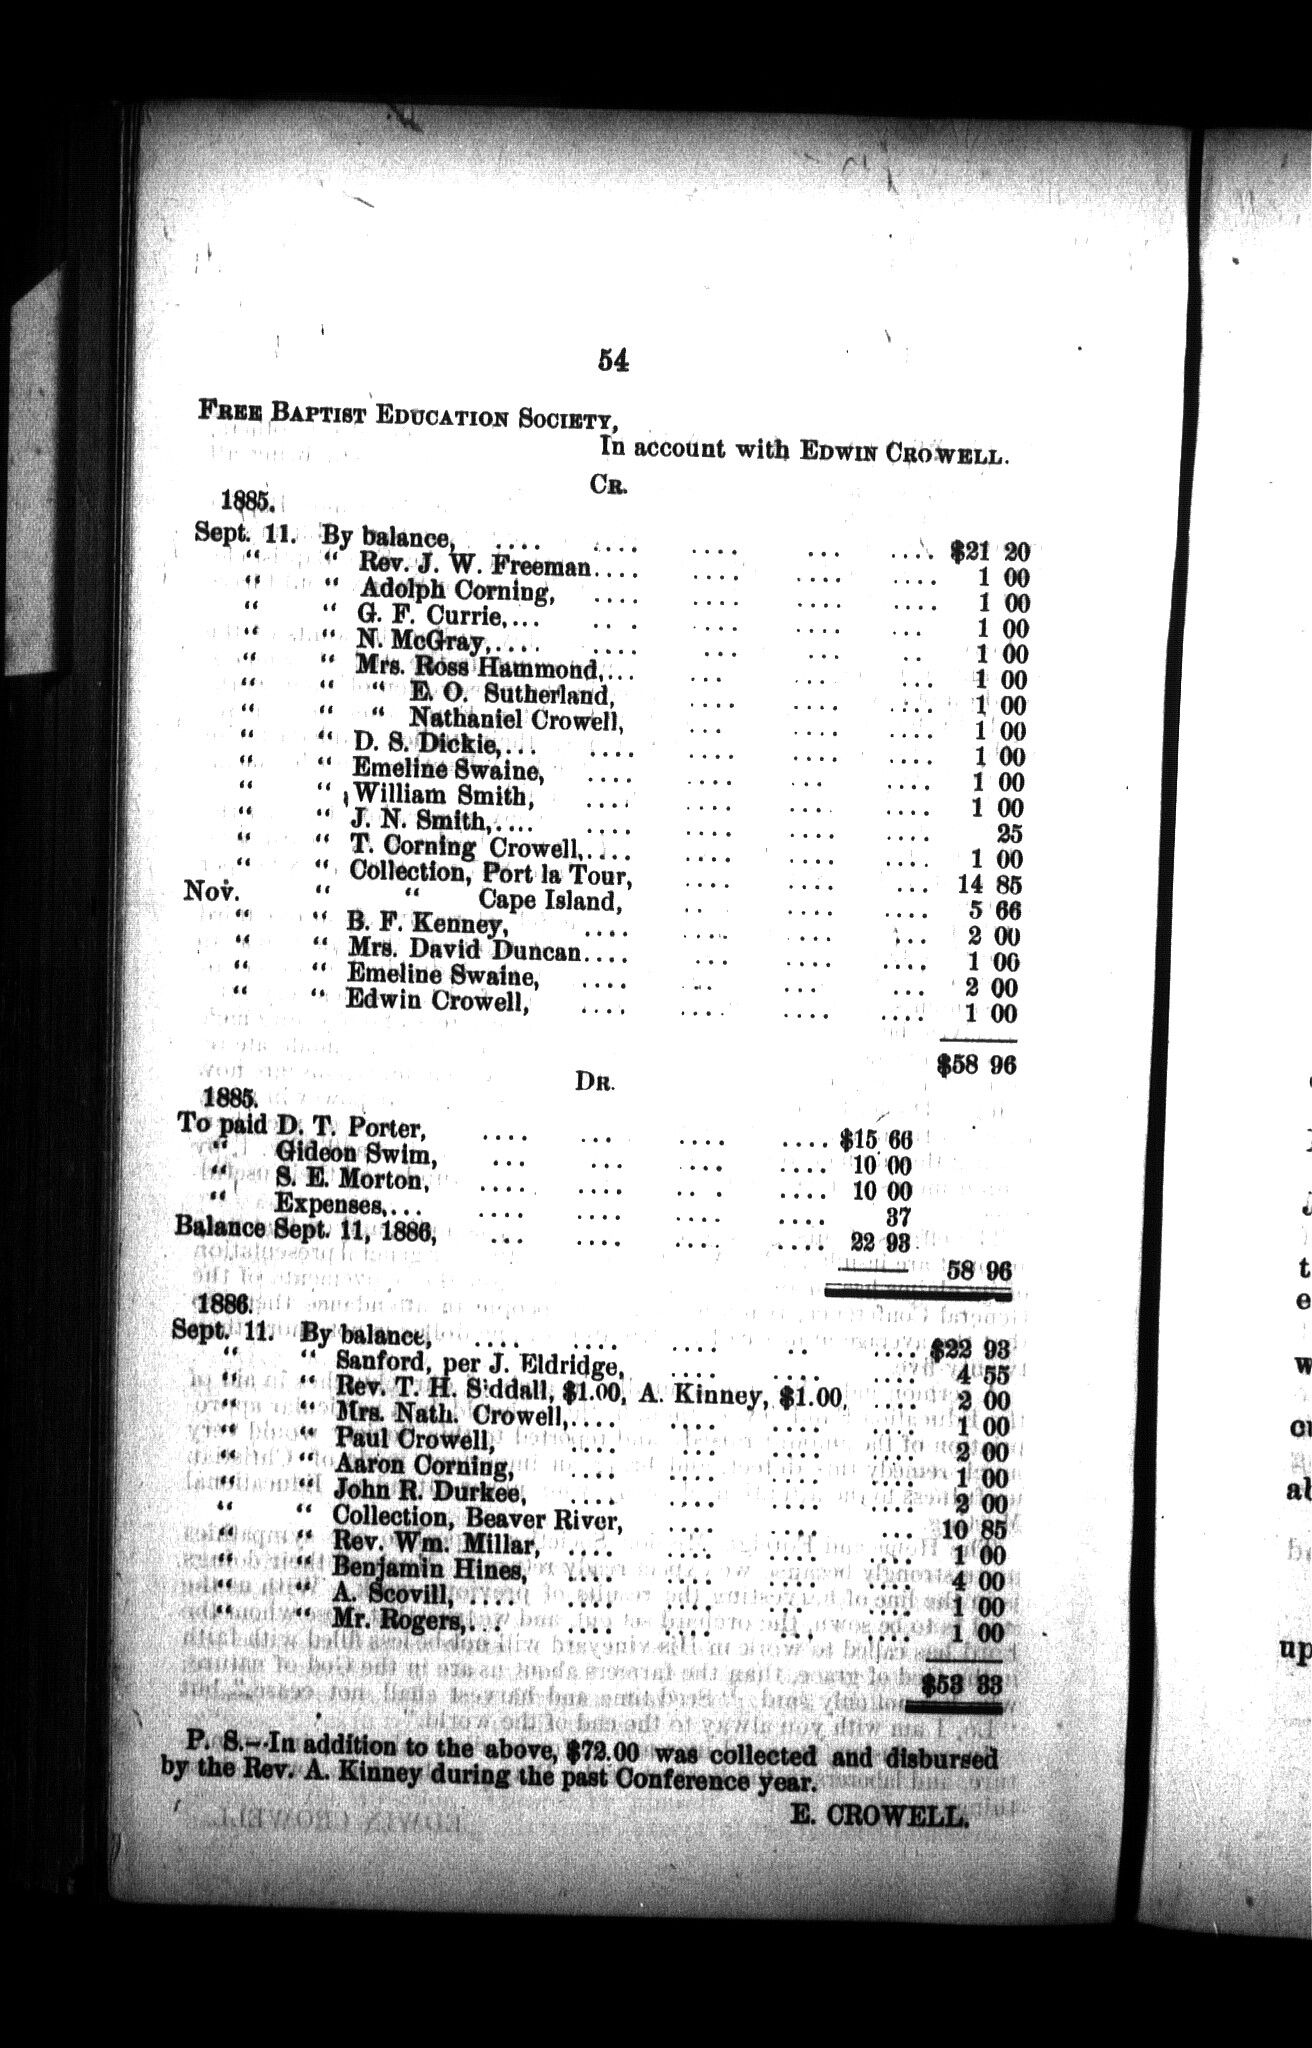 54
FREE BAPTIST EDUCATION SOCIETY,
In account with EDWIN CROWELL.
CR.
1885.
Sept. 11. By balance, .... .... .... ... .... $21 20
" " Rev. J. W. Freeman.... .... .... .... 1 00
" " Adolph Corning, .... .... .... .... 1 00
" " G. F. Currie,... ... .... .... ... 1 00
" " N. McGray,.... .... ... ... .. 1 00
" " Mrs. Ross Hammond,... ... ... ... 1 00
" " " E. O. Sutherland, .... .... .... 1 00
" " " Nathaniel Crowell, ... .... .... 1 00
" " D. S. Dickie,... .... .... .... .... 1 00
" " Emeline Swaine, .... .... ... .... 1 00
" " William Smith, .... .... .... .... 1 00
" " J. N. Smith,.... .... .... .... .... 25
" " T. Corning Crowell,.... .... .... .... 1 00
" " Collection, Port la Tour, .... .... ... 14 85
Nov. " " Cape Island, .. .... .... 5 66
" " B. F. Kenney, .... .... .... ... 2 00
" " Mrs. David Duncan.... ... .... .... 1 00
" " Emeline Swaine, .... ... ... ... 2 00
" " Edwin Crowell, .... .... .... .... 1 00
$58 96
DR.
1885.
To paid D. T. Porter, .... ... .... .... $15 66
" Gideon Swim, ... ... .... .... 10 00
" S. E. Morton, .... .... ... .... 10 00
" Expenses,... .... .... .... .... 37
Balance Sept. 11, 1886, ... .... .... .... 22 93
58 96
1886.
Sept. 11. By balance, .... .... .... .. .... $22 93
" " Sanford, per J. Eldridge, .... .... .... 4 55
" " Rev. T. H. Siddall, $1.00, A. Kinney, $1.00, .... 2 00
" " Mrs. Nath. Crowell,.... .... .... .... 1 00
" " Paul Crowell, .... .... .... .... 2 00
" " Aaron Corning, .... .... .... .... 1 00
" " John R. Durkee, .... .... .... .... 2 00
" " Collection, Beaver River, .... .... ... 10 85
" " Rev. Wm. Millar, .... .... .... .... 1 00
" " Benjamin Hines, .... .... .... .... 4 00
" " A. Scovill,.... .... .... ... .... 1 00
" " Mr. Rogers,... .... .... ... .... 1 00
$53 33
P. S.--In addition to the above, $72.00 was collected and disbursed
by the Rev. A. Kinney during the past Conference year.
E. CROWELL.